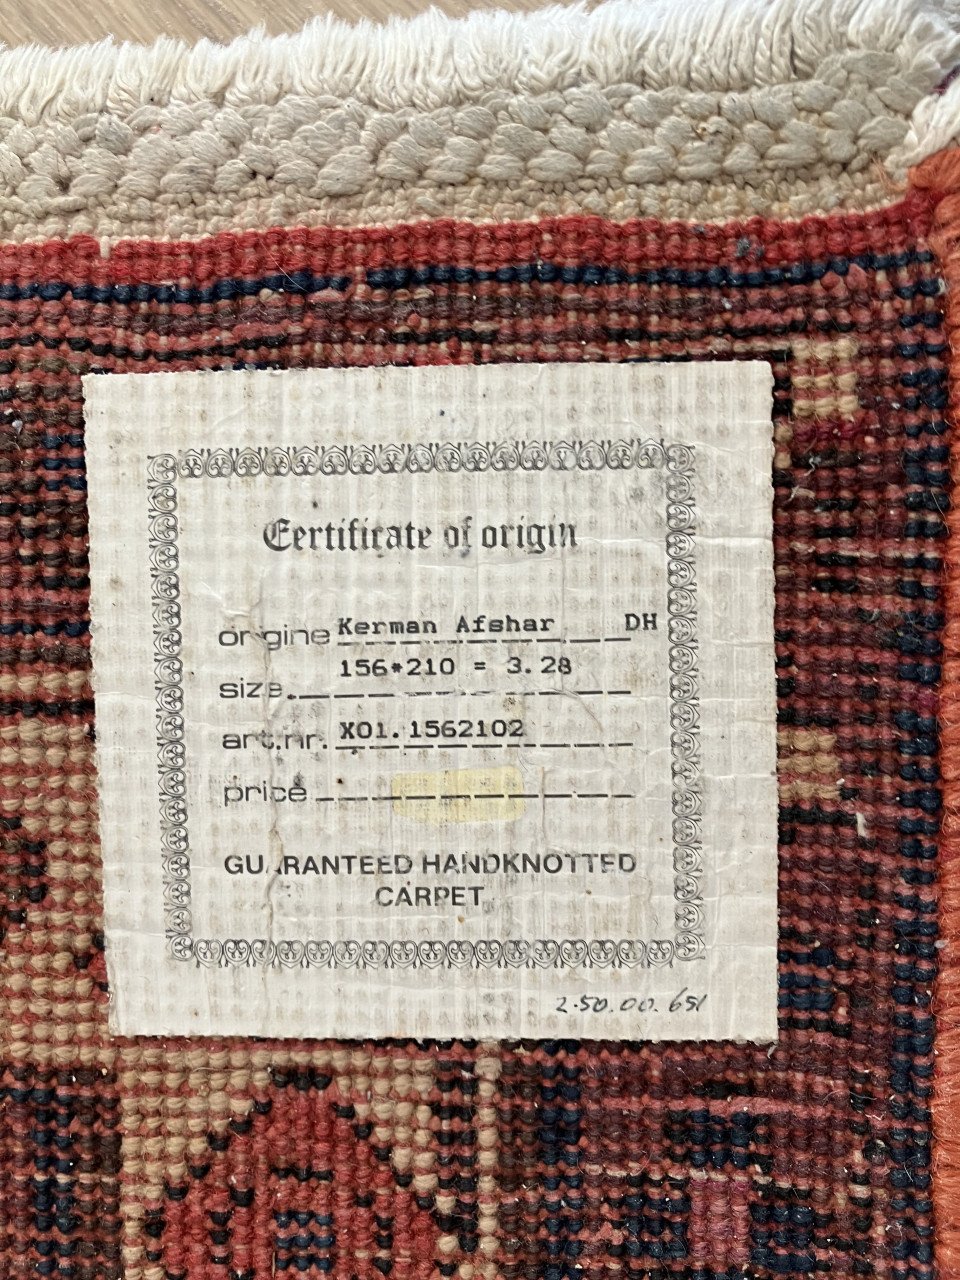 Certificate of origin
origine Kerman Afshar DH
size. 156*210 = 3.28
art.nr. X01.1562102
price
GUARANTEED HANDKNOTTED
CARPET
2.50.00.651